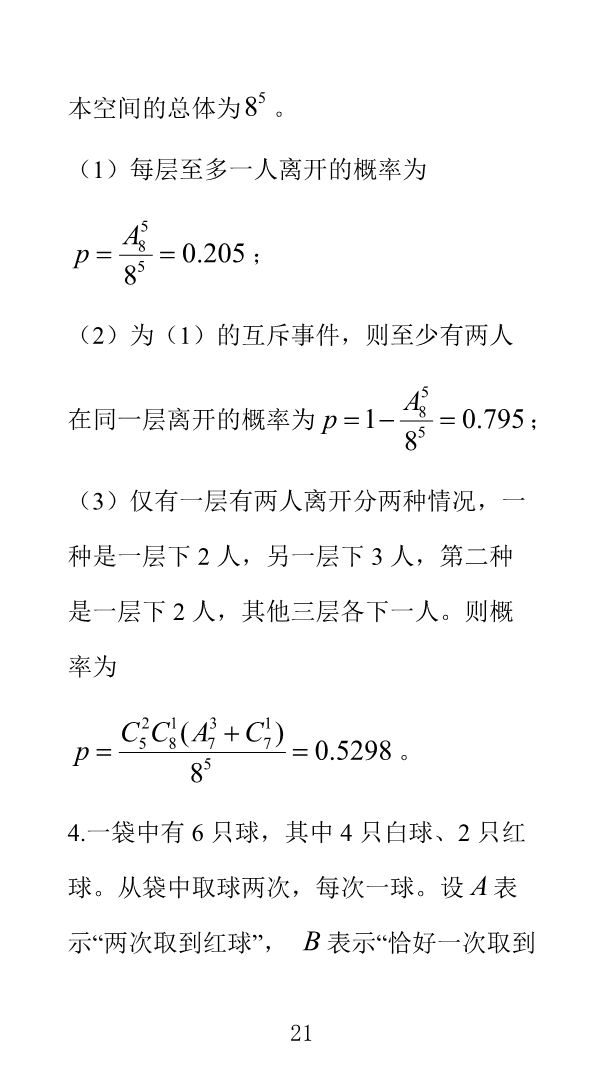 本空间的总体为8^5。
（1）每层至多一人离开的概率为
p = \frac{A_8^5}{8^5} = 0.205；
（2）为（1）的互斥事件，则至少有两人
在同一层离开的概率为 p = 1 - \frac{A_8^5}{8^5} = 0.795；
（3）仅有一层有两人离开分两种情况，一
种是一层下 2 人，另一层下 3 人，第二种
是一层下 2 人，其他三层各下一人。则概
率为
p = \frac{C_5^2 C_8^1 (A_7^3 + C_7^1)}{8^5} = 0.5298。
4.一袋中有 6 只球，其中 4 只白球、2 只红
球。从袋中取球两次，每次一球。设 A 表
示“两次取到红球”， B 表示“恰好一次取到
21